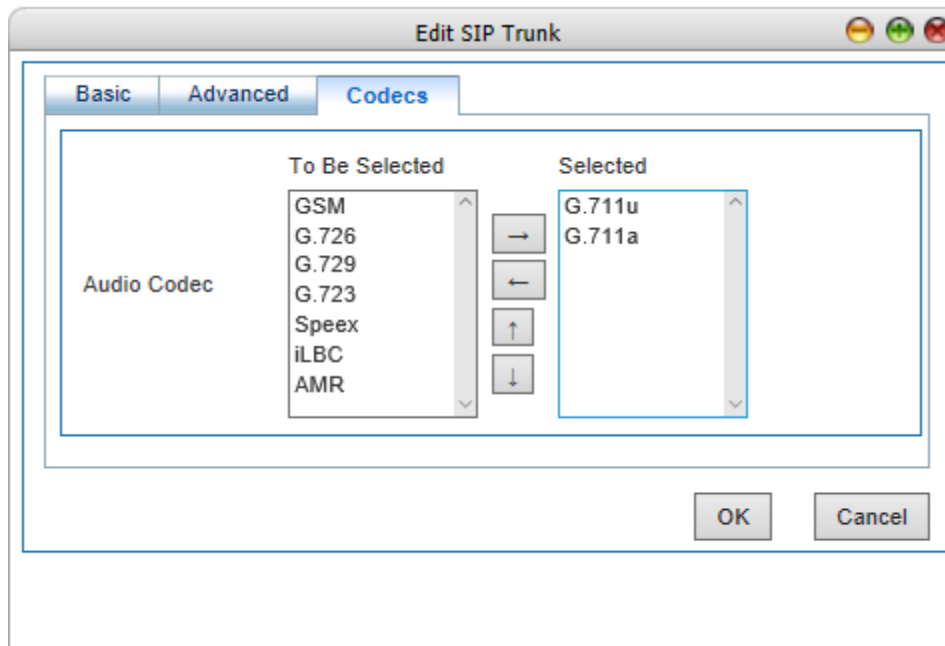 Edit SIP Trunk
Basic Advanced Codecs
To Be Selected Selected
GSM G.711u
G.726 → G.711a
G.729
Audio Codec ←
G.723
Speex ↑
iLBC
AMR ↓
OK Cancel